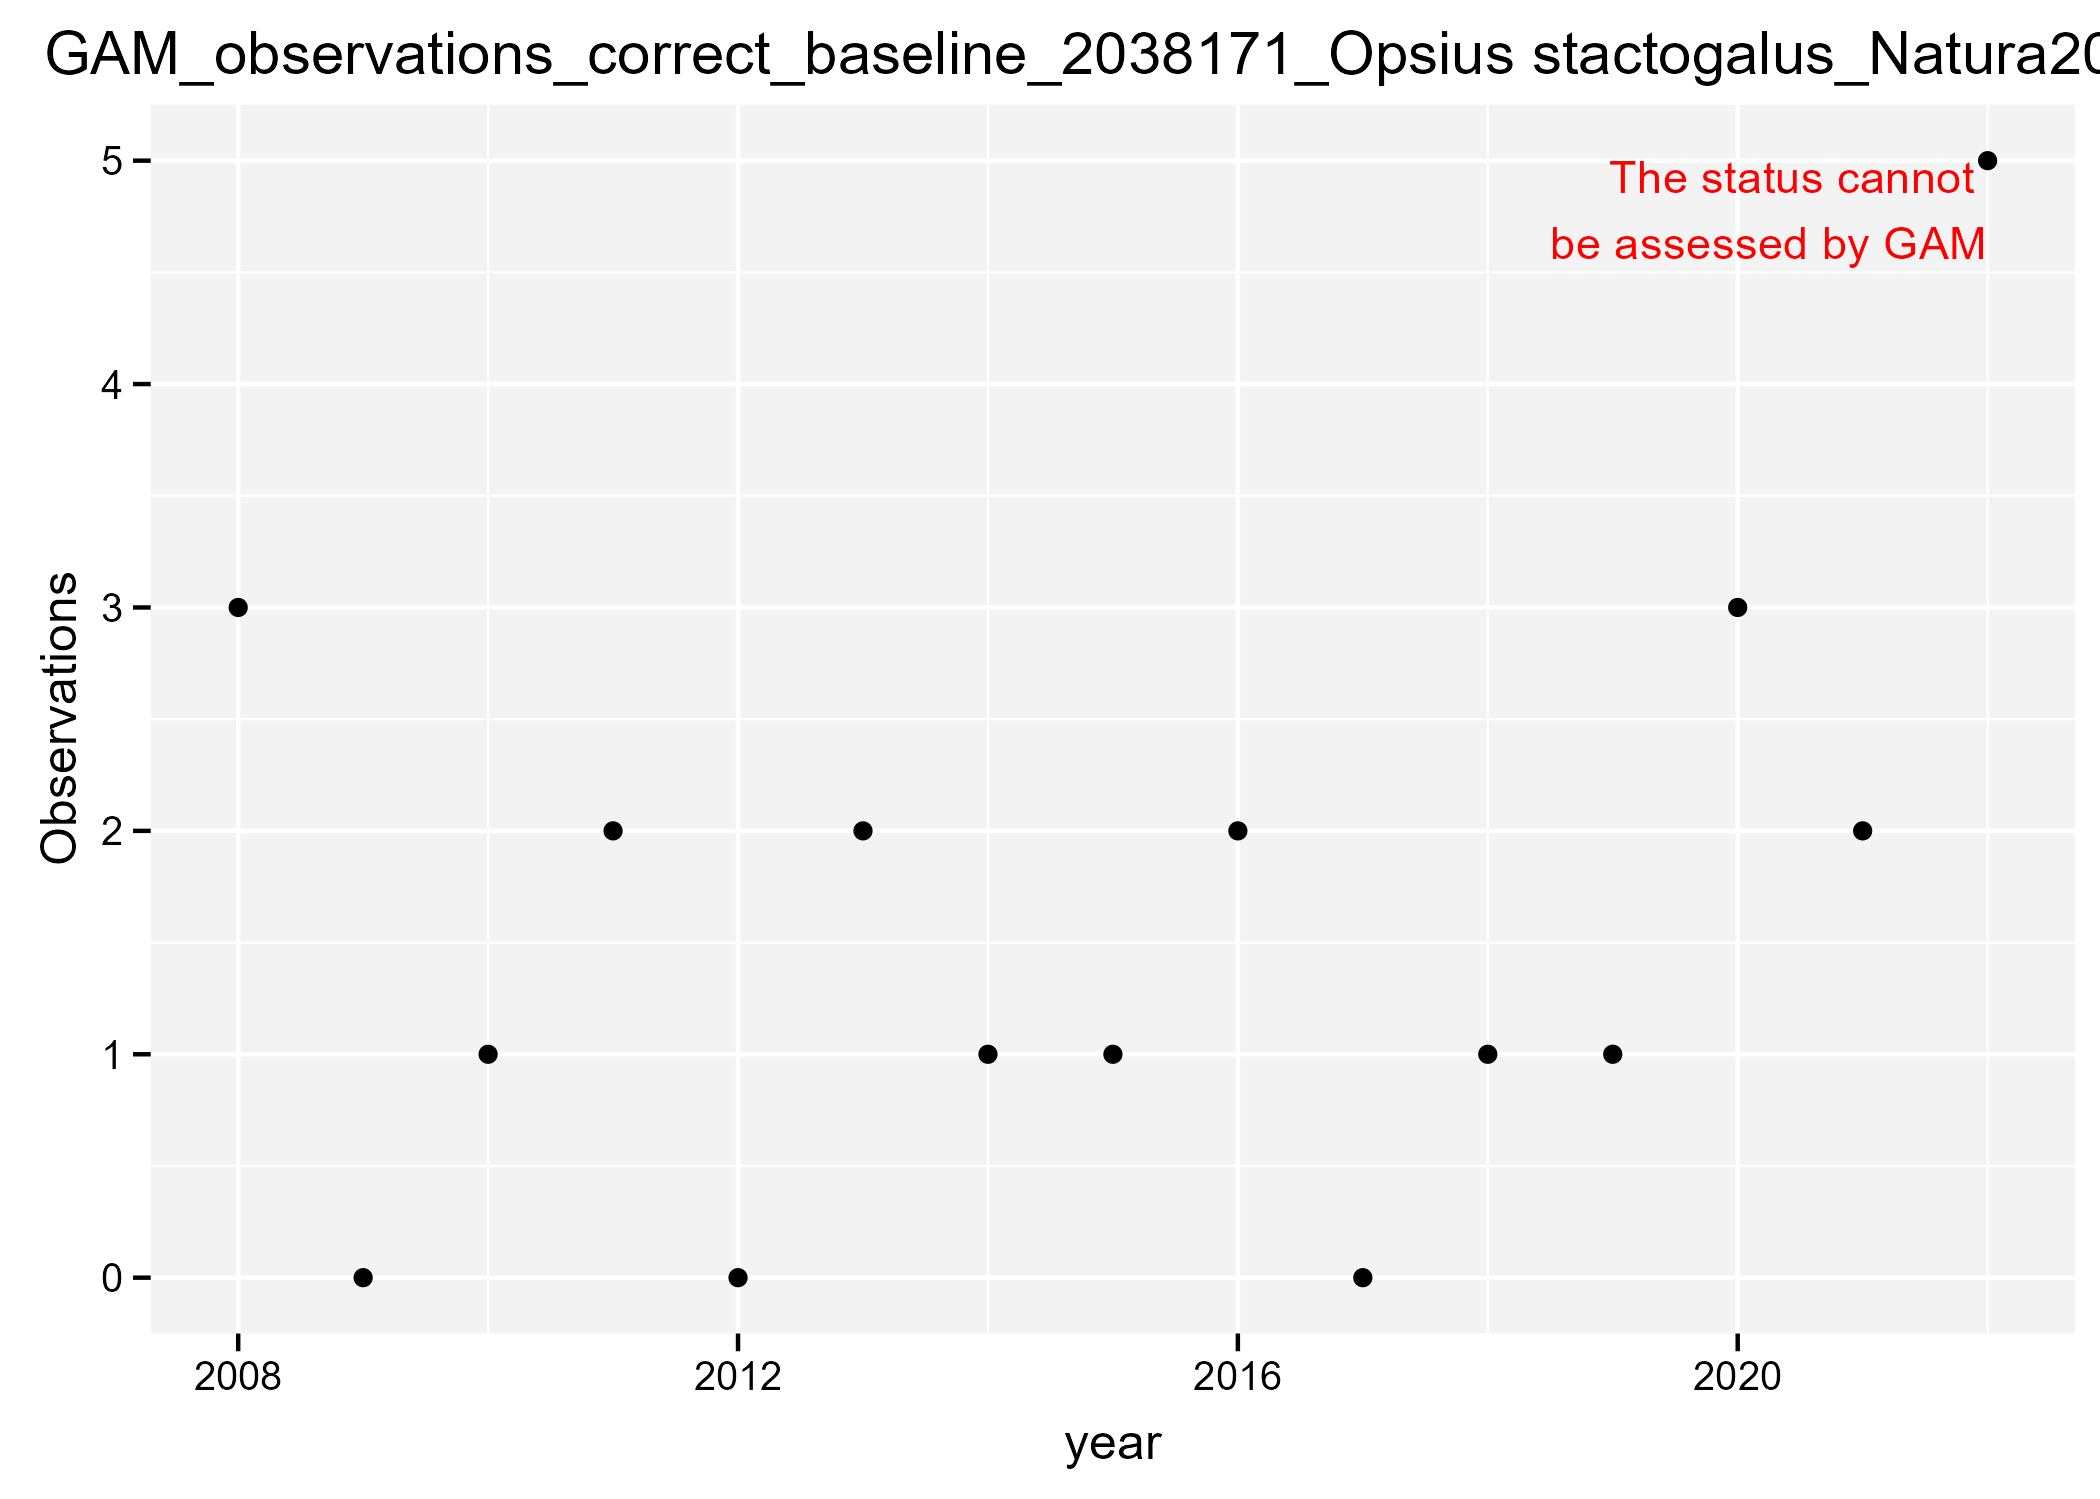 GAM_observations_correct_baseline_2038171_Opsius stactogalus_Natura20
5
The status cannot
be assessed by GAM
4
3
Observations
2
1
0
2008 2012 2016 2020
year